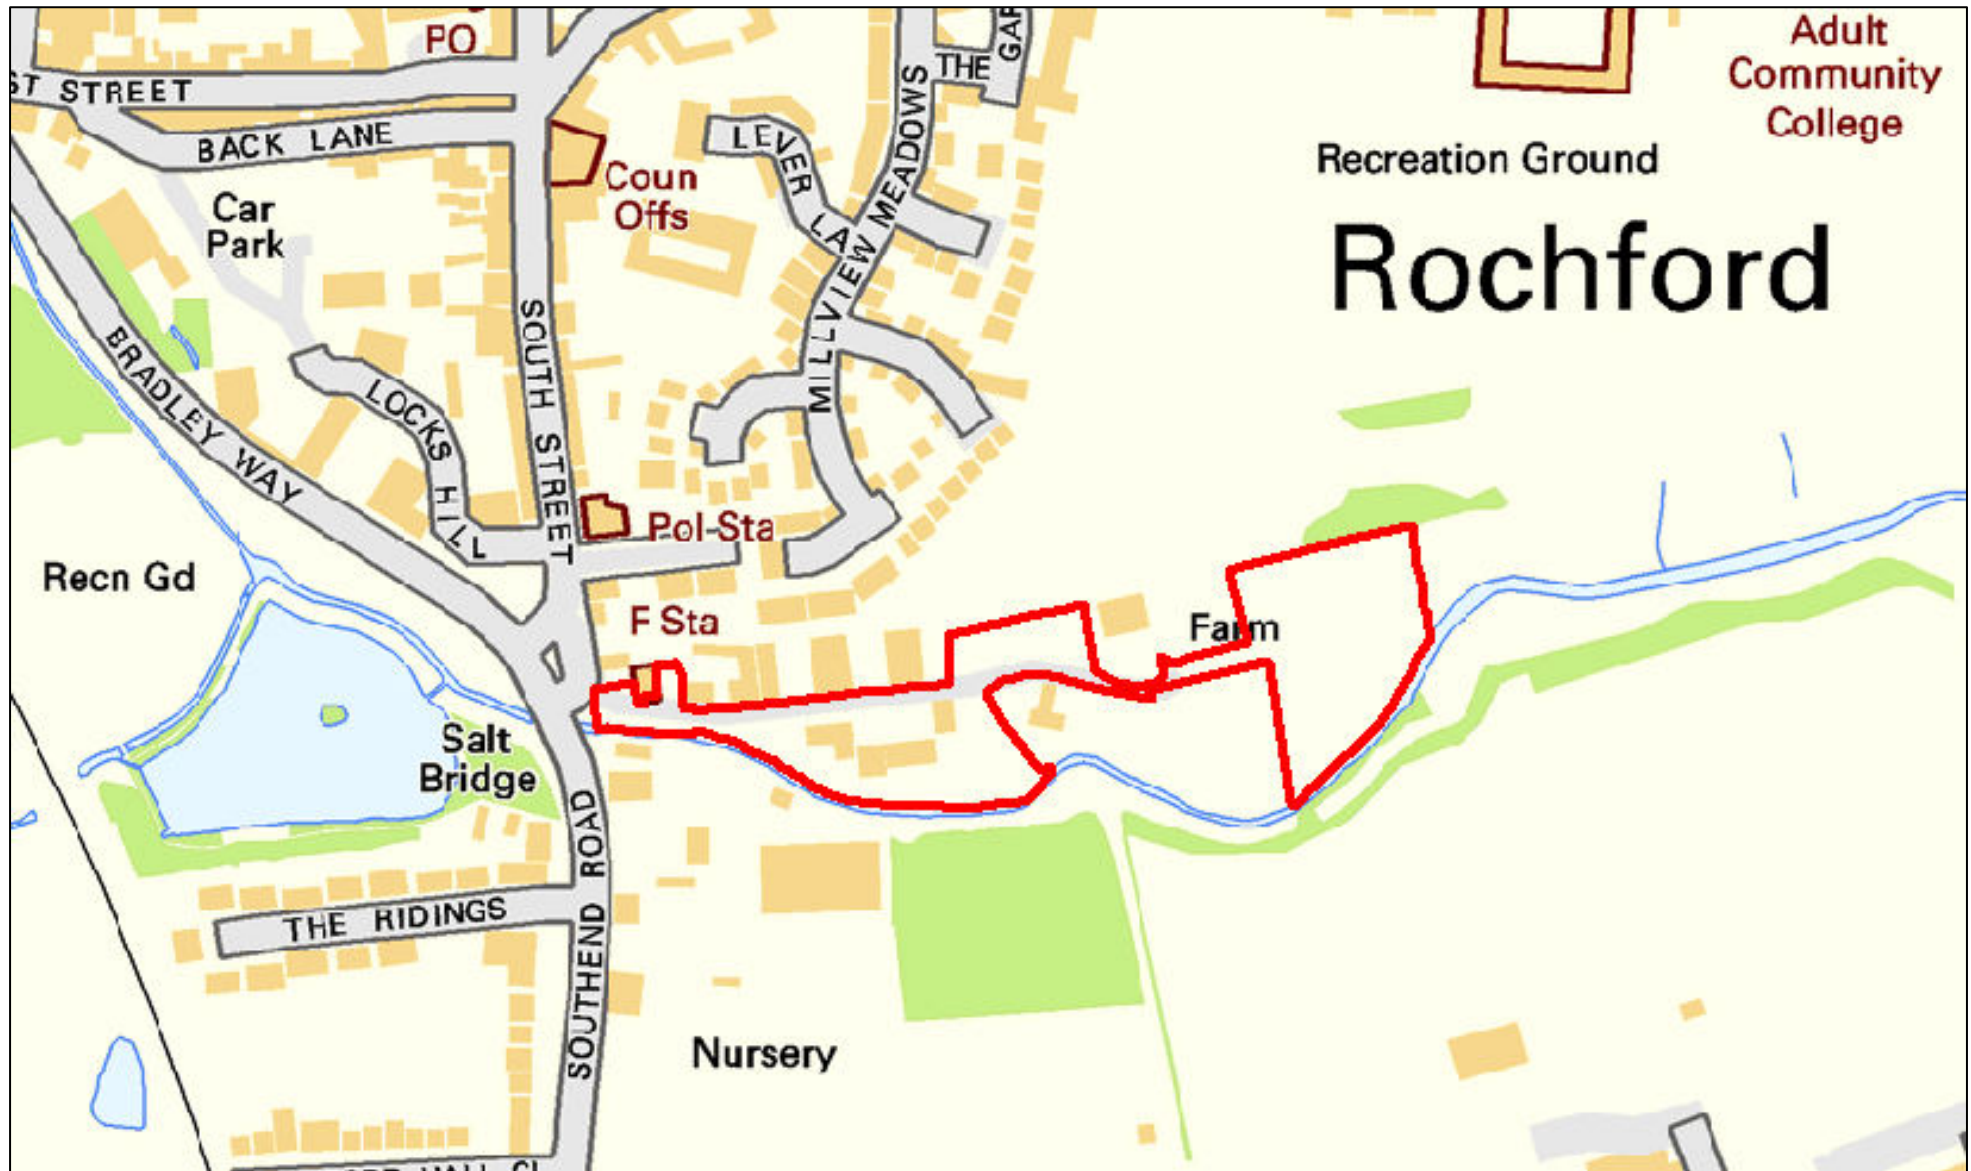 PO
THE
ST STREET
BACK LANE
Adult
Community
College
Recreation Ground
Rochford
Coun
Offs
LEVER LA
MILLVIEW MEADOWS
Car
Park
BRADLEY WAY
LOCKS HILL
SOUTH STREET
Pol Sta
Recn Gd
F Sta
Farm
Salt
Bridge
SOUTHEND ROAD
THE RIDINGS
Nursery